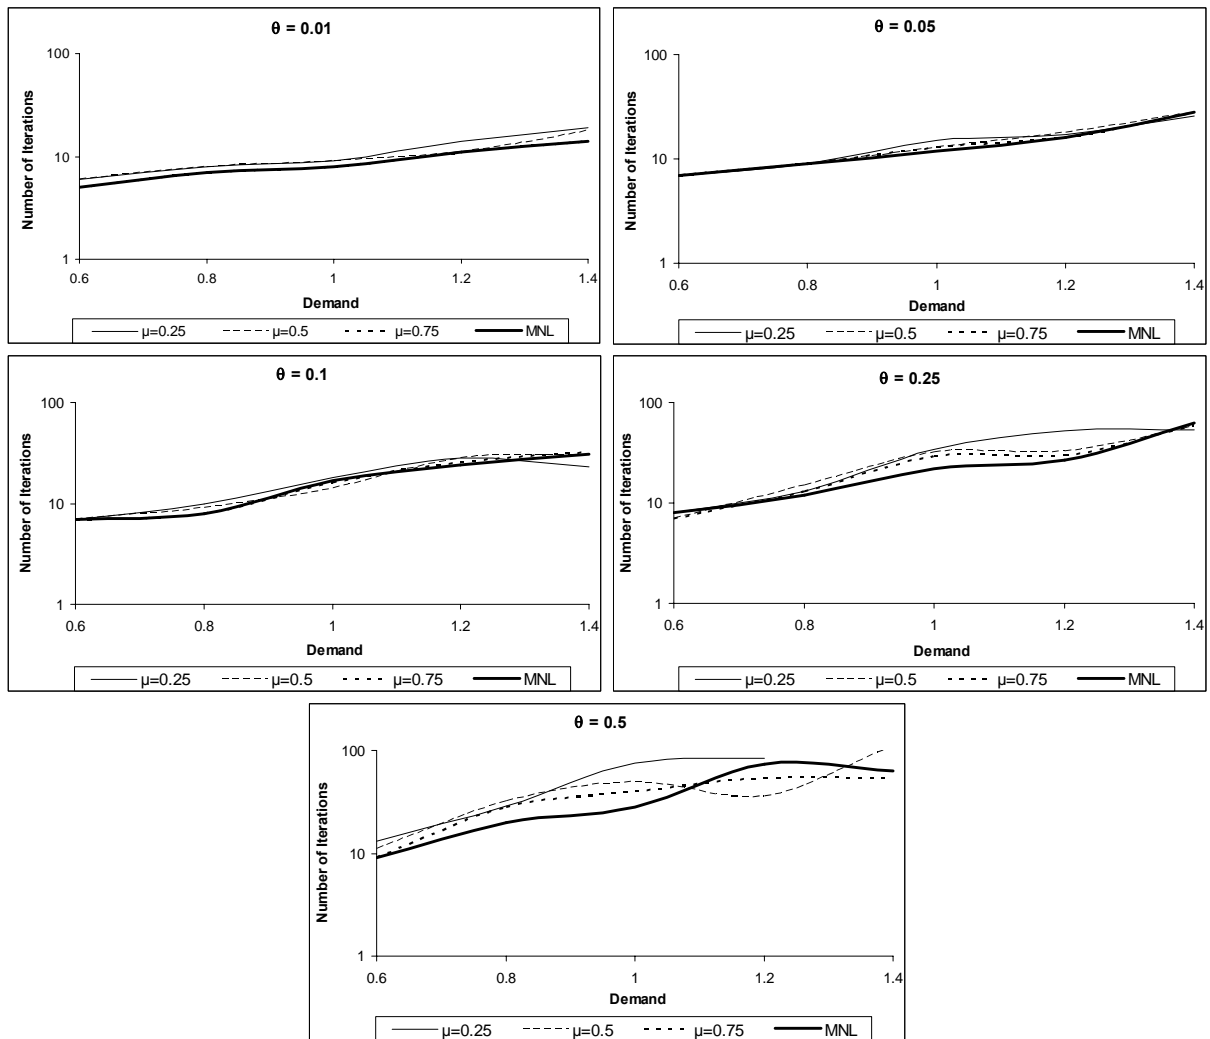 θ = 0.01
100
10
1
Number of Iterations
0.6 0.8 1 1.2 1.4
Demand
μ=0.25 μ=0.5 μ=0.75 MNL
θ = 0.05
100
10
1
Number of Iterations
0.6 0.8 1 1.2 1.4
Demand
μ=0.25 μ=0.5 μ=0.75 MNL
θ = 0.1
100
10
1
Number of Iterations
0.6 0.8 1 1.2 1.4
Demand
μ=0.25 μ=0.5 μ=0.75 MNL
θ = 0.25
100
10
1
Number of Iterations
0.6 0.8 1 1.2 1.4
Demand
μ=0.25 μ=0.5 μ=0.75 MNL
θ = 0.5
100
10
1
Number of Iterations
0.6 0.8 1 1.2 1.4
Demand
μ=0.25 μ=0.5 μ=0.75 MNL